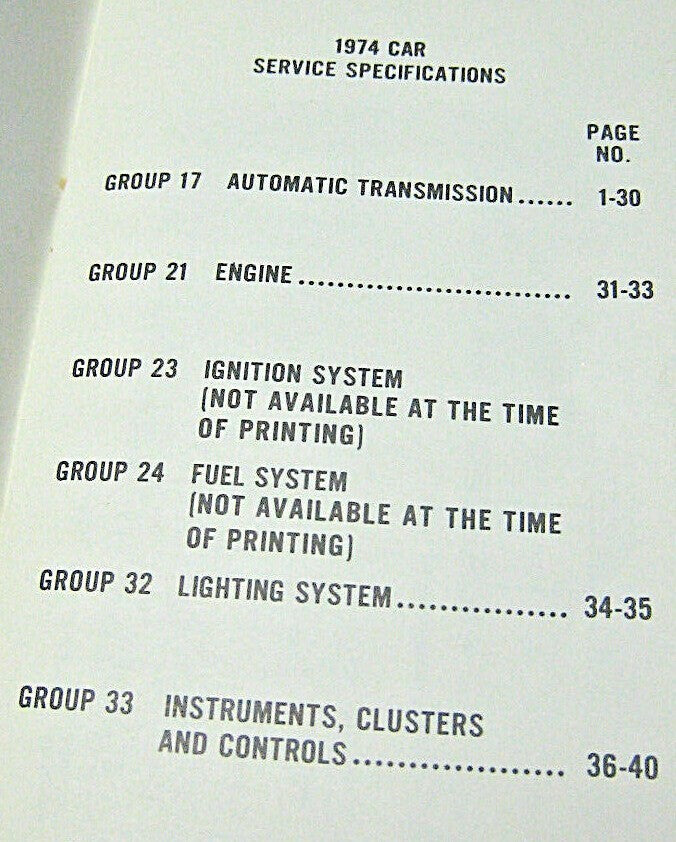 1974 CAR
SERVICE SPECIFICATIONS
PAGE
NO.
GROUP 17 AUTOMATIC TRANSMISSION...... 1-30
GROUP 21 ENGINE............................ 31-33
GROUP 23 IGNITION SYSTEM
(NOT AVAILABLE AT THE TIME
OF PRINTING)
GROUP 24 FUEL SYSTEM
(NOT AVAILABLE AT THE TIME
OF PRINTING)
GROUP 32 LIGHTING SYSTEM................. 34-35
GROUP 33 INSTRUMENTS, CLUSTERS
AND CONTROLS.................... 36-40